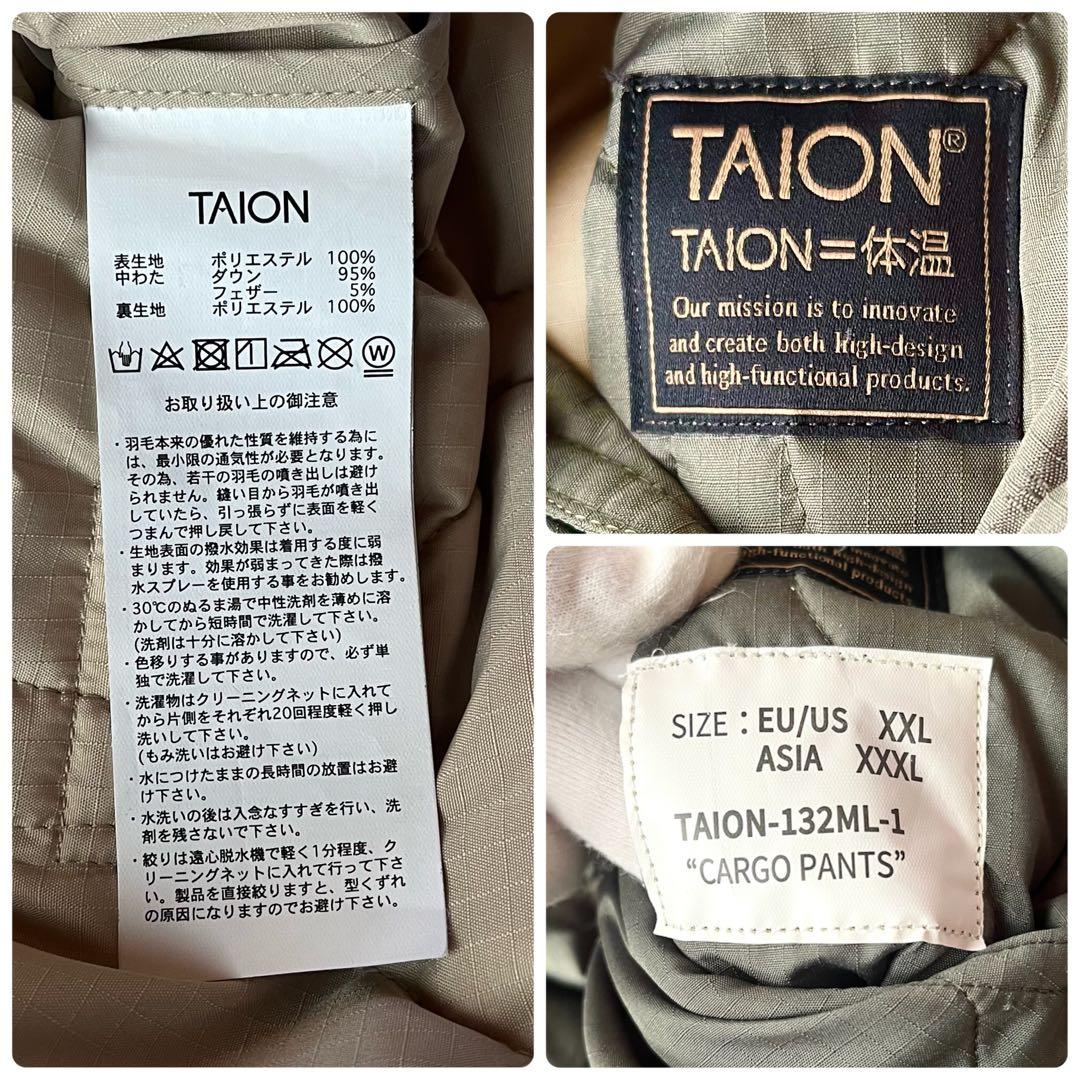 TAION
表生地 ポリエステル 100%
中わた ダウン 95%
フェザー 5%
裏生地 ポリエステル 100%
W
お取り扱い上の御注意
・羽毛本来の優れた性質を維持する為に
は、最小限の通気性が必要となります。
その為、若干の羽毛の噴き出しは避け
られません。縫い目から羽毛が噴き出
していたら、引っ張らずに表面を軽く
つまんで押し戻して下さい。
・生地表面の撥水効果は着用する度に弱
まります。効果が弱まってきた際は撥
水スプレーを使用する事をお勧めします。
・30℃のぬるま湯で中性洗剤を薄めに溶
かしてから短時間で洗濯して下さい。
(洗剤は十分に溶かして下さい)
・色移りする事がありますので、必ず単
独で洗濯して下さい。
・洗濯物はクリーニングネットに入れて
から片側をそれぞれ20回程度軽く押し
洗いして下さい。
(もみ洗いはお避け下さい)
・水につけたままの長時間の放置はお避
け下さい。
・水洗いの後は入念なすすぎを行い、洗
剤を残さないで下さい。
・絞りは遠心脱水機で軽く1分程度、ク
リーニングネットに入れて行って下さ
い。製品を直接絞りますと、型くずれ
の原因になりますのでお避け下さい。
TAION®
TAION=体温
Our mission is to innovate
and create both high-design
and high-functional products.
high-functional products.
SIZE : EU/US XXL
ASIA XXXL
TAION-132ML-1
“CARGO PANTS”